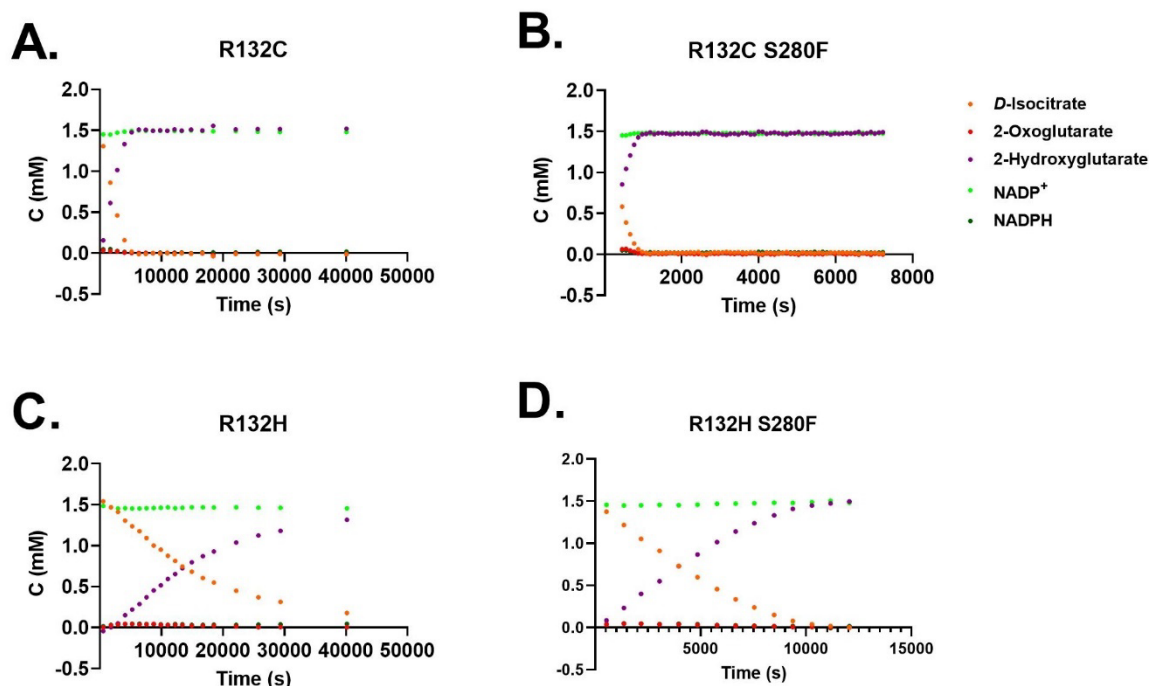 A.
R132C
2.0
1.5
1.0
0.5
0.0
-0.5
C (mM)
10000 20000 30000 40000 50000
Time (s)
B.
R132C S280F
2.0
1.5
1.0
0.5
0.0
-0.5
C (mM)
2000 4000 6000 8000
Time (s)
D-Isocitrate
2-Oxoglutarate
2-Hydroxyglutarate
NADP+
NADPH
C.
R132H
2.0
1.5
1.0
0.5
0.0
-0.5
C (mM)
10000 20000 30000 40000 50000
Time (s)
D.
R132H S280F
2.0
1.5
1.0
0.5
0.0
-0.5
C (mM)
5000 10000 15000
Time (s)